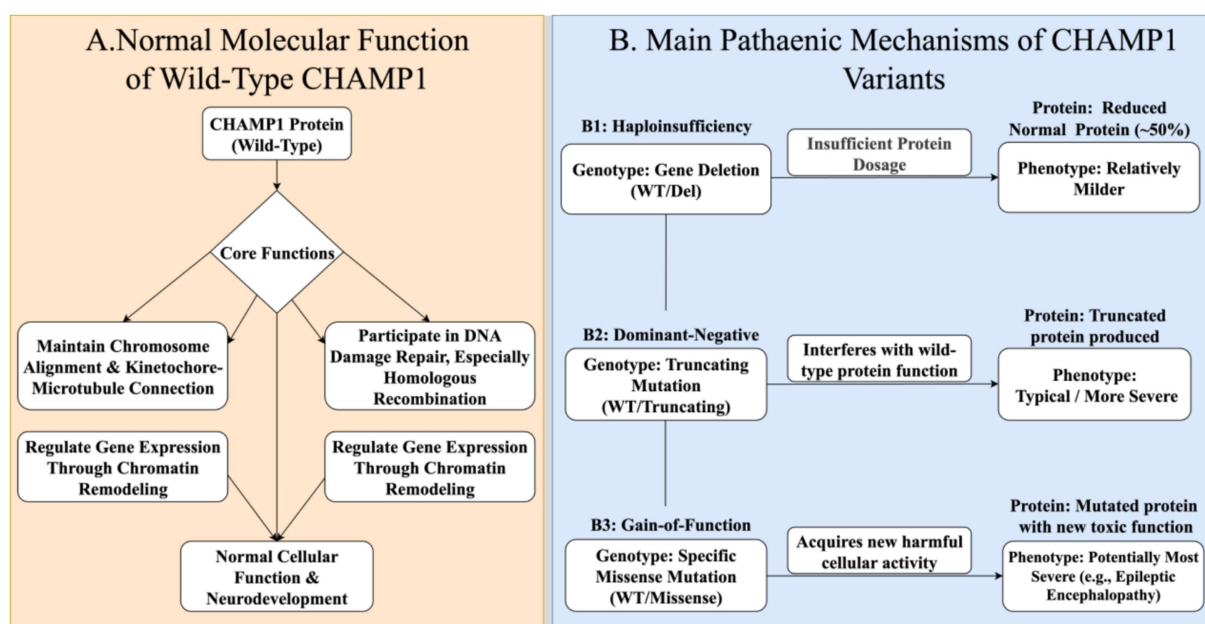 A.Normal Molecular Function
of Wild-Type CHAMP1
CHAMP1 Protein
(Wild-Type)
Core Functions
Maintain Chromosome
Alignment & Kinetochore-
Microtubule Connection
Participate in DNA
Damage Repair, Especially
Homologous
Recombination
Regulate Gene Expression
Through Chromatin
Remodeling
Regulate Gene Expression
Through Chromatin
Remodeling
Normal Cellular
Function &
Neurodevelopment
B. Main Pathaenic Mechanisms of CHAMP1
Variants
B1: Haploinsufficiency
Genotype: Gene Deletion
(WT/Del)
Insufficient Protein
Dosage
Protein: Reduced
Normal Protein (~50%)
Phenotype: Relatively
Milder
B2: Dominant-Negative
Genotype: Truncating
Mutation
(WT/Truncating)
Interferes with wild-
type protein function
Protein: Truncated
protein produced
Phenotype:
Typical / More Severe
B3: Gain-of-Function
Genotype: Specific
Missense Mutation
(WT/Missense)
Acquires new harmful
cellular activity
Protein: Mutated protein
with new toxic function
Phenotype: Potentially Most
Severe (e.g., Epileptic
Encephalopathy)